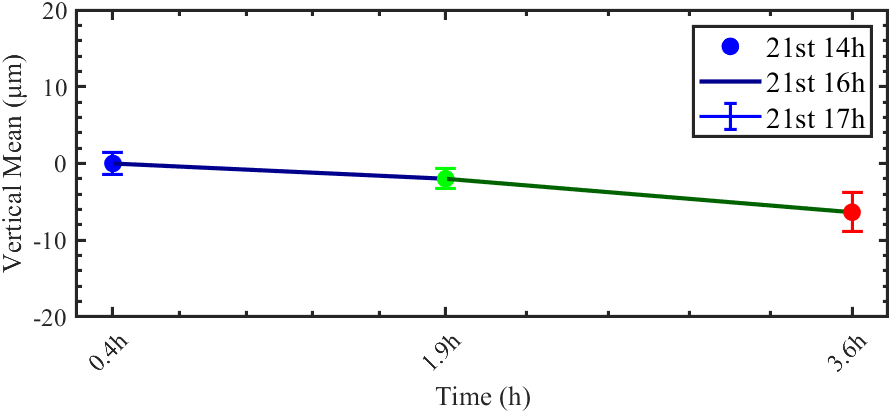 20
10
0
-10
-20
Vertical Mean (μm)
21st 14h
21st 16h
21st 17h
0.4h
1.9h
3.6h
Time (h)